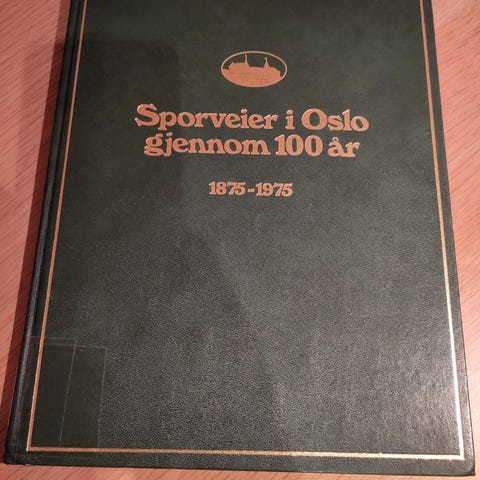 Sporveier i Oslo
gjennom 100 år
1875-1975